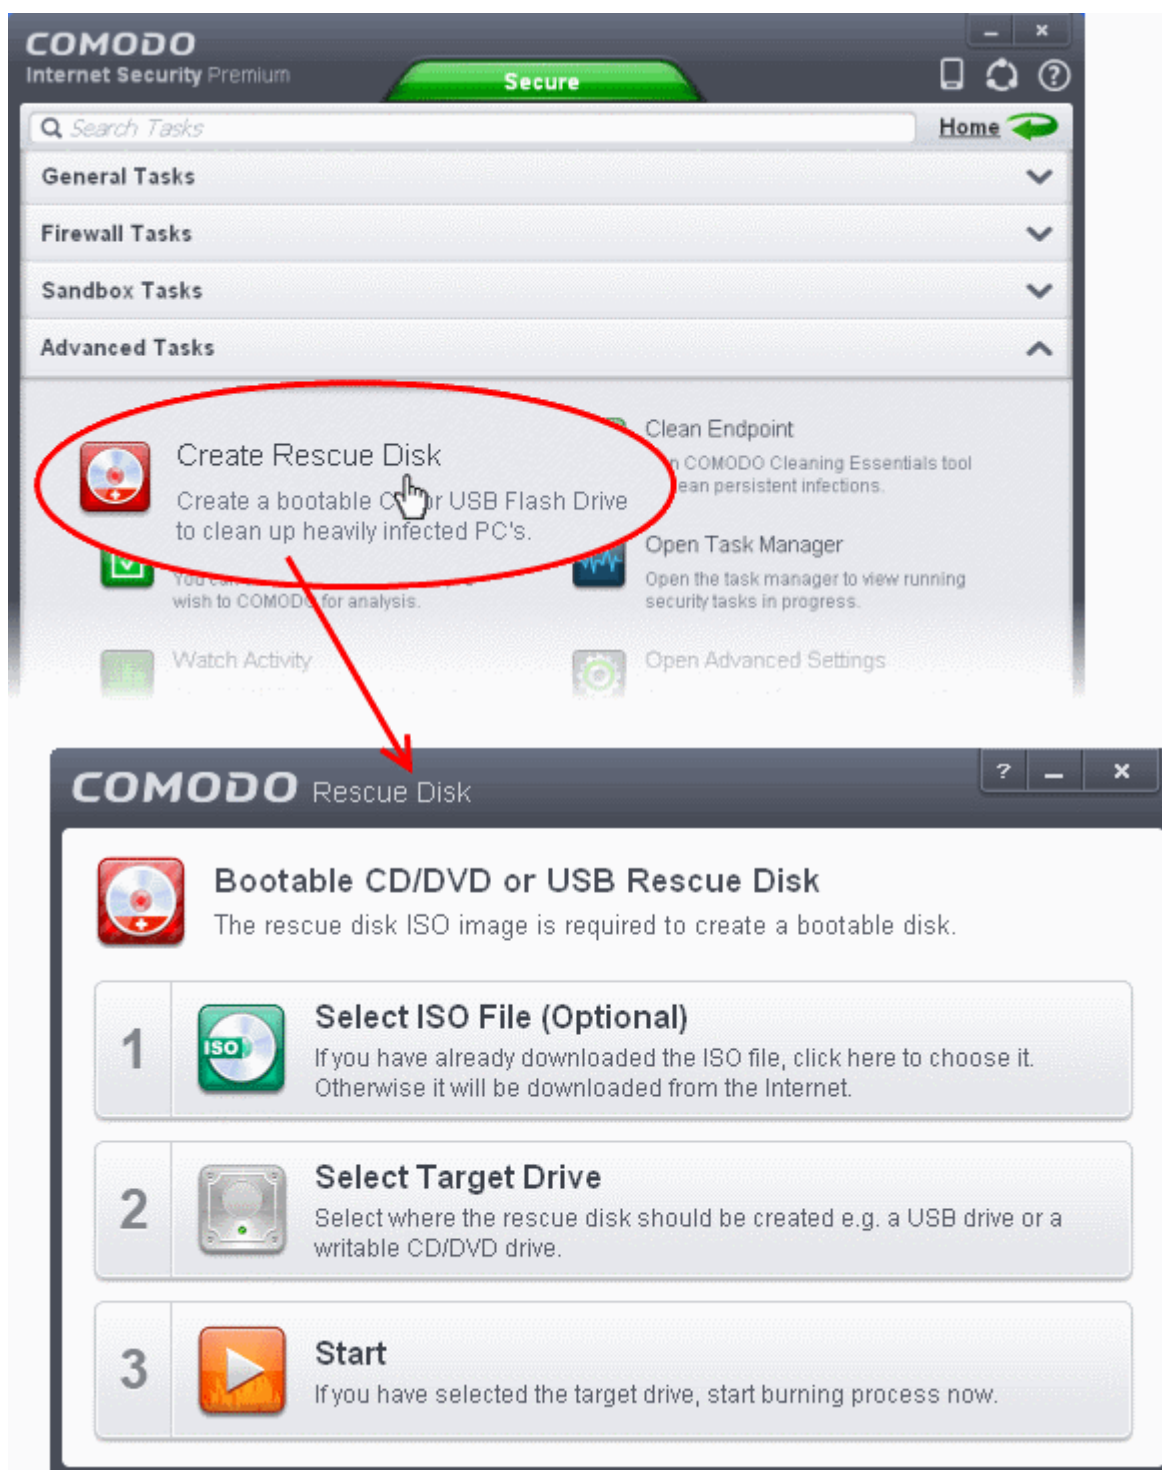 COMODO
Internet Security Premium
Secure
Search Tasks
Home
General Tasks
Firewall Tasks
Sandbox Tasks
Advanced Tasks
Create Rescue Disk
Create a bootable or USB Flash Drive
to clean up heavily infected PC's.
Clean Endpoint
COMODO Cleaning Essentials tool
persistent infections.
wish to COMODO for analysis.
Open Task Manager
Open the task manager to view running
security tasks in progress.
Watch Activity
Open Advanced Settings
COMODO Rescue Disk
Bootable CD/DVD or USB Rescue Disk
The rescue disk ISO image is required to create a bootable disk.
1
ISO
Select ISO File (Optional)
If you have already downloaded the ISO file, click here to choose it.
Otherwise it will be downloaded from the Internet.
2
Select Target Drive
Select where the rescue disk should be created e.g. a USB drive or a
writable CD/DVD drive.
3
Start
If you have selected the target drive, start burning process now.